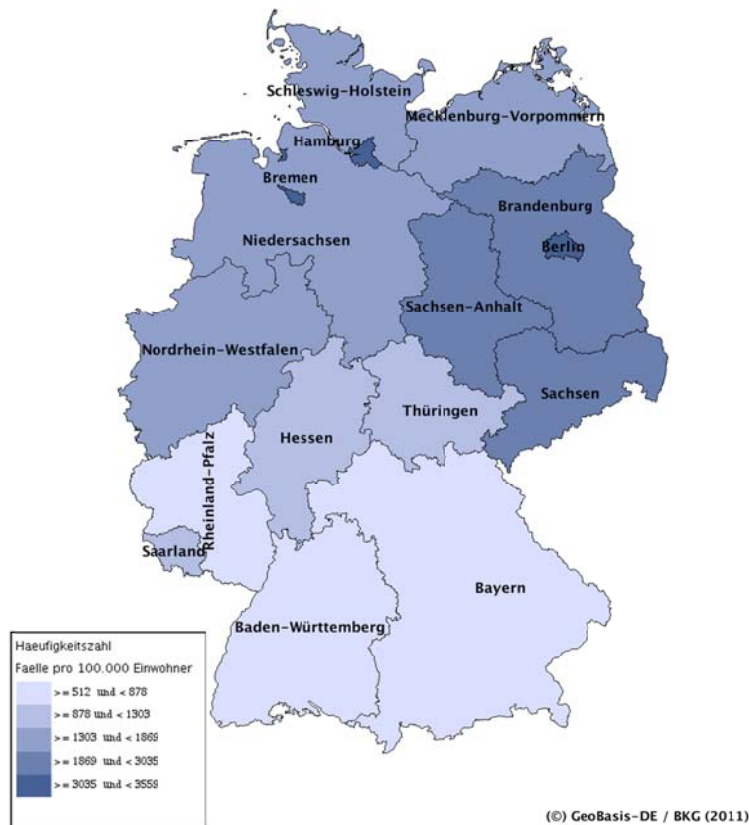 Schleswig-Holstein
Mecklenburg-Vorpommern
Hamburg
Bremen
Brandenburg
Niedersachsen
Berlin
Sachsen-Anhalt
Nordrhein-Westfalen
Sachsen
Thüringen
Hessen
Rheinland-Pfalz
Saarland
Bayern
Baden-Württemberg
Haeufigkeitszahl
Faelle pro 100.000 Einwohner
>= 512 und < 878
>= 878 und < 1303
>= 1303 und < 1869
>= 1869 und < 3035
>= 3035 und < 3559
(©) GeoBasis-DE / BKG (2011)